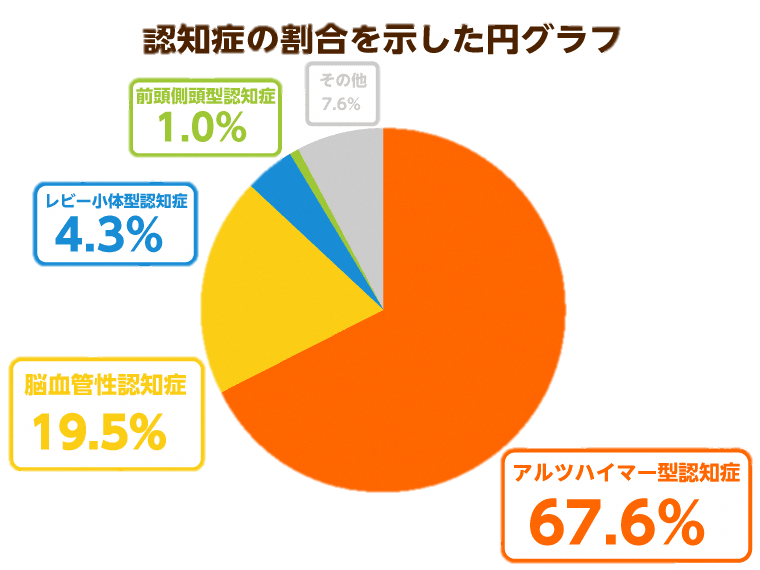 認知症の割合を示した円グラフ
その他
7.6%
前頭側頭型認知症
1.0%
レビー小体型認知症
4.3%
脳血管性認知症
19.5%
アルツハイマー型認知症
67.6%